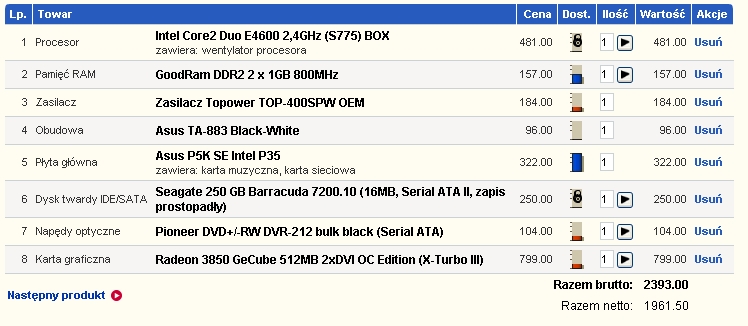 Lp. Towar Cena Dost. Ilość Wartość Akcje
1 Procesor Intel Core2 Duo E4600 2,4GHz (S775) BOX 481.00 1 481.00 Usuń
zawiera: wentylator procesora
2 Pamięć RAM GoodRam DDR2 2 x 1GB 800MHz 157.00 1 157.00 Usuń
3 Zasilacz Zasilacz Topower TOP-400SPW OEM 184.00 1 184.00 Usuń
4 Obudowa Asus TA-883 Black-White 96.00 1 96.00 Usuń
5 Płyta główna Asus P5K SE Intel P35 322.00 1 322.00 Usuń
zawiera: karta muzyczna, karta sieciowa
6 Dysk twardy IDE/SATA Seagate 250 GB Barracuda 7200.10 (16MB, Serial ATA II, zapis 250.00 1 250.00 Usuń
prostopadły)
7 Napędy optyczne Pioneer DVD+/-RW DVR-212 bulk black (Serial ATA) 104.00 1 104.00 Usuń
8 Karta graficzna Radeon 3850 GeCube 512MB 2xDVI OC Edition (X-Turbo III) 799.00 1 799.00 Usuń
Następny produkt Razem brutto: 2393.00
Razem netto: 1961.50